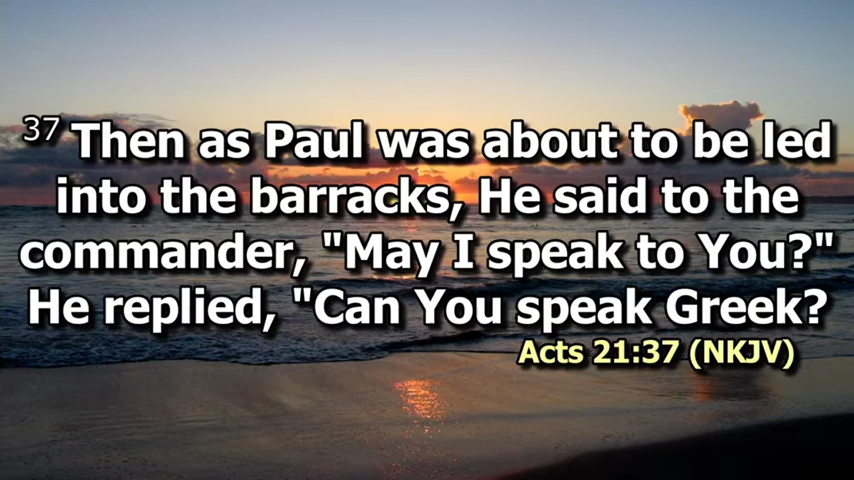 37 Then as Paul was about to be led
into the barracks, He said to the
commander, "May I speak to You?"
He replied, "Can You speak Greek?
Acts 21:37 (NKJV)